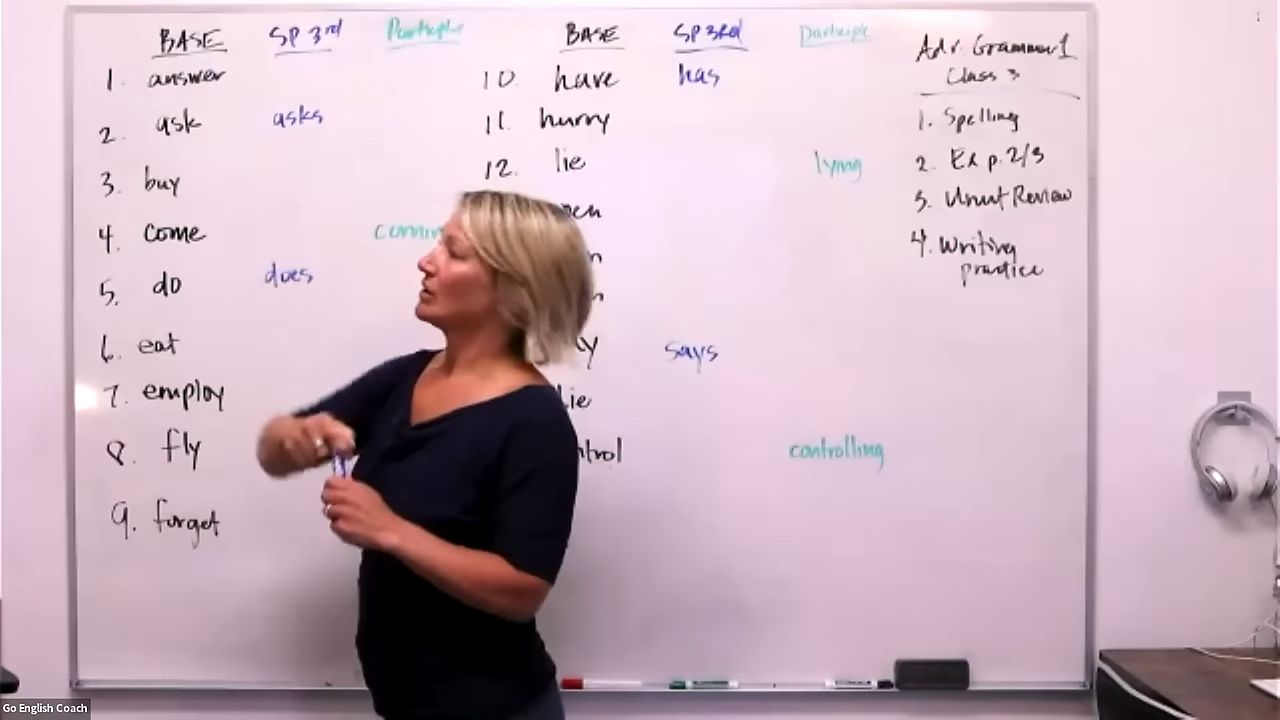 BASE SP 3rd Participle
1. answer
2. ask asks
3. buy
4. come
5. do does
6. eat
7. employ
8. fly
9. forget
BASE SP 3rd Participle
10. have has
11. hurry
12. lie lying
says
lie
controlling
Adv. Grammar 1
Class 3
1. Spelling
2. Ex p. 2/3
3. Unit Review
4. Writing
practice
Go English Coach